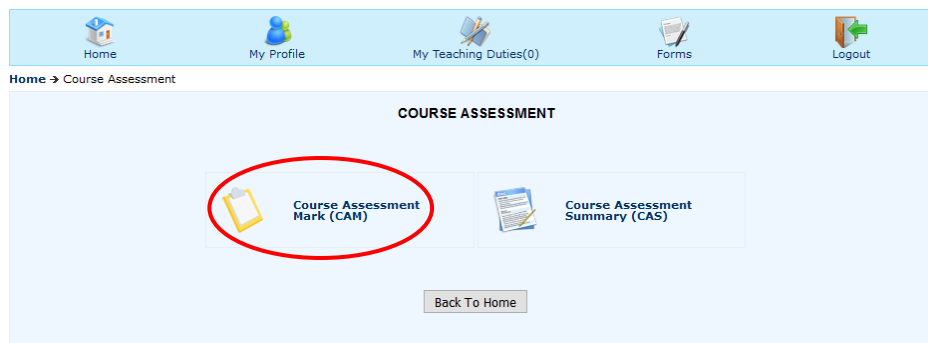 Home
My Profile
My Teaching Duties(0)
Forms
Logout
Home → Course Assessment
COURSE ASSESSMENT
Course Assessment
Mark (CAM)
Course Assessment
Summary (CAS)
Back To Home